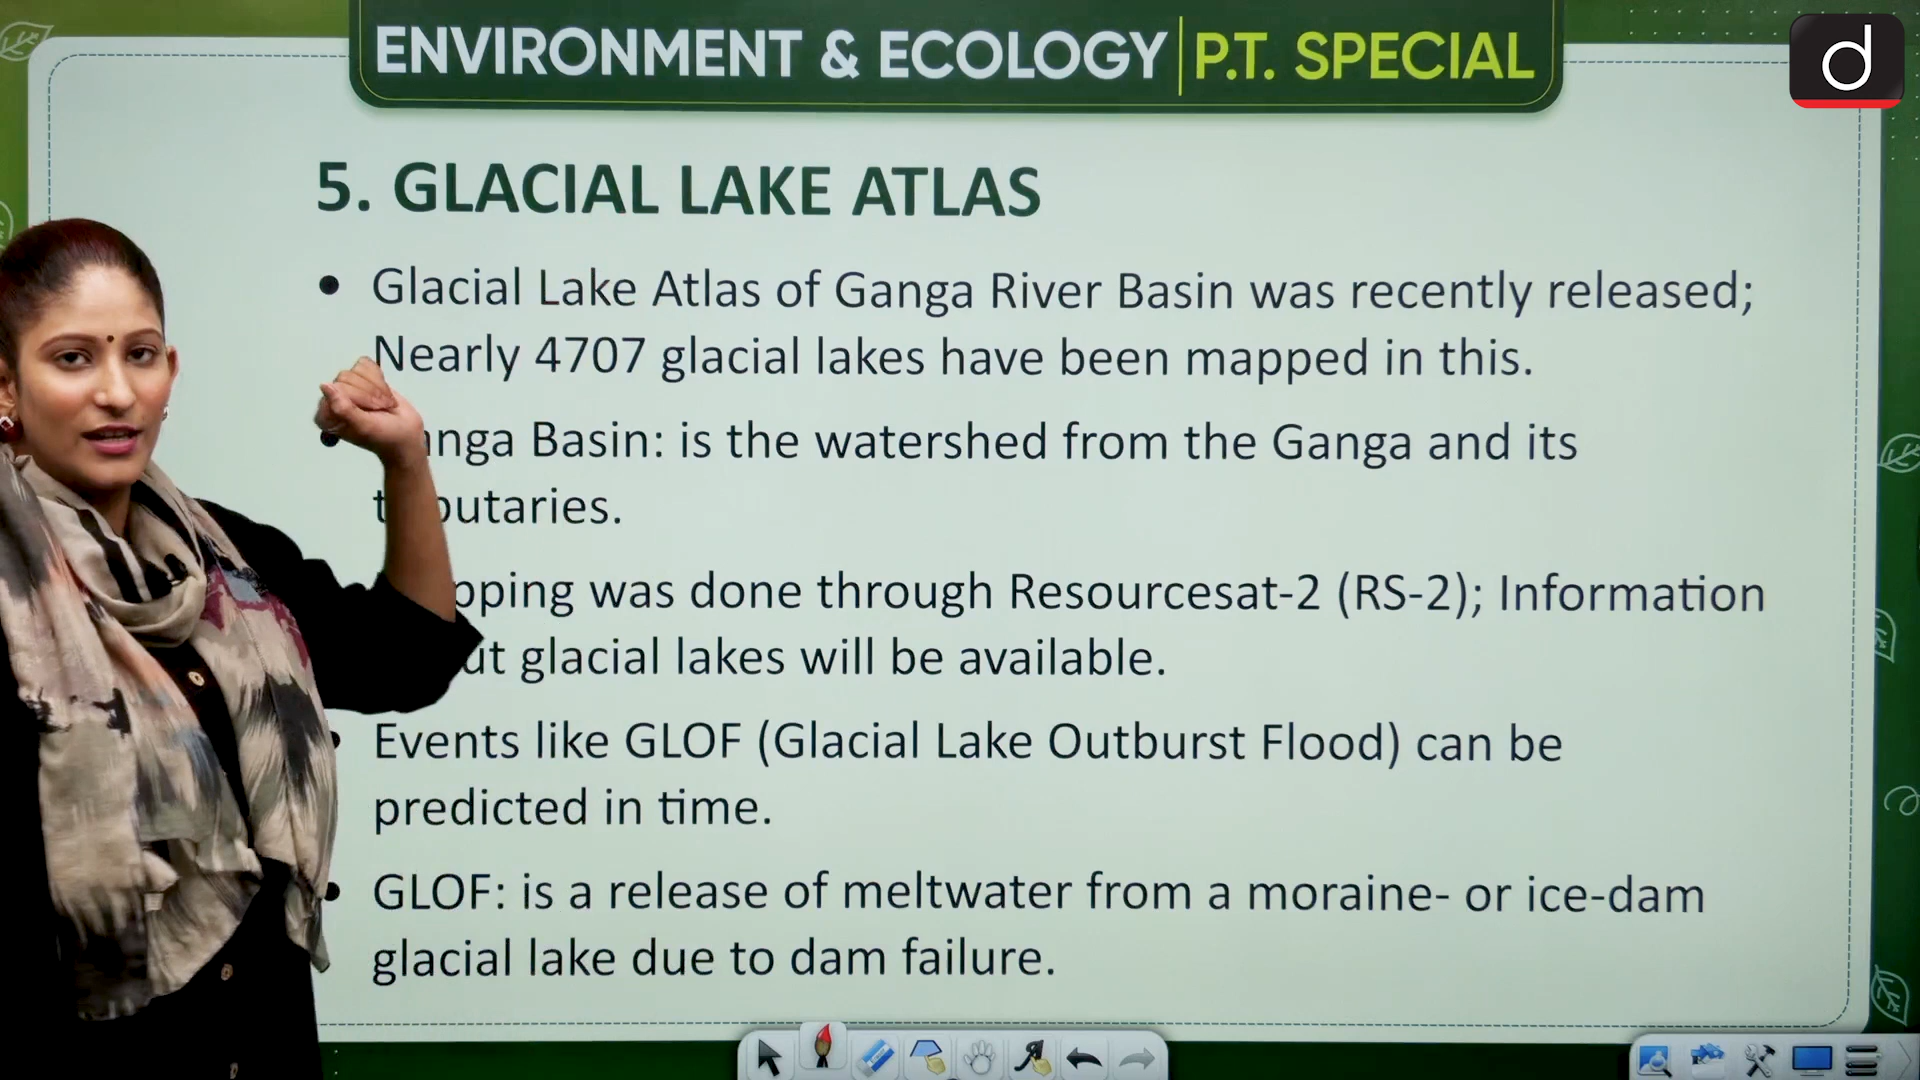 ENVIRONMENT & ECOLOGY P.T. SPECIAL
d
5. GLACIAL LAKE ATLAS
• Glacial Lake Atlas of Ganga River Basin was recently released;
Nearly 4707 glacial lakes have been mapped in this.
Basin: is the watershed from the Ganga and its
was done through Resourcesat-2 (RS-2); Information
glacial lakes will be available.
• Events like GLOF (Glacial Lake Outburst Flood) can be
predicted in time.
• GLOF: is a release of meltwater from a moraine- or ice-dam
glacial lake due to dam failure.